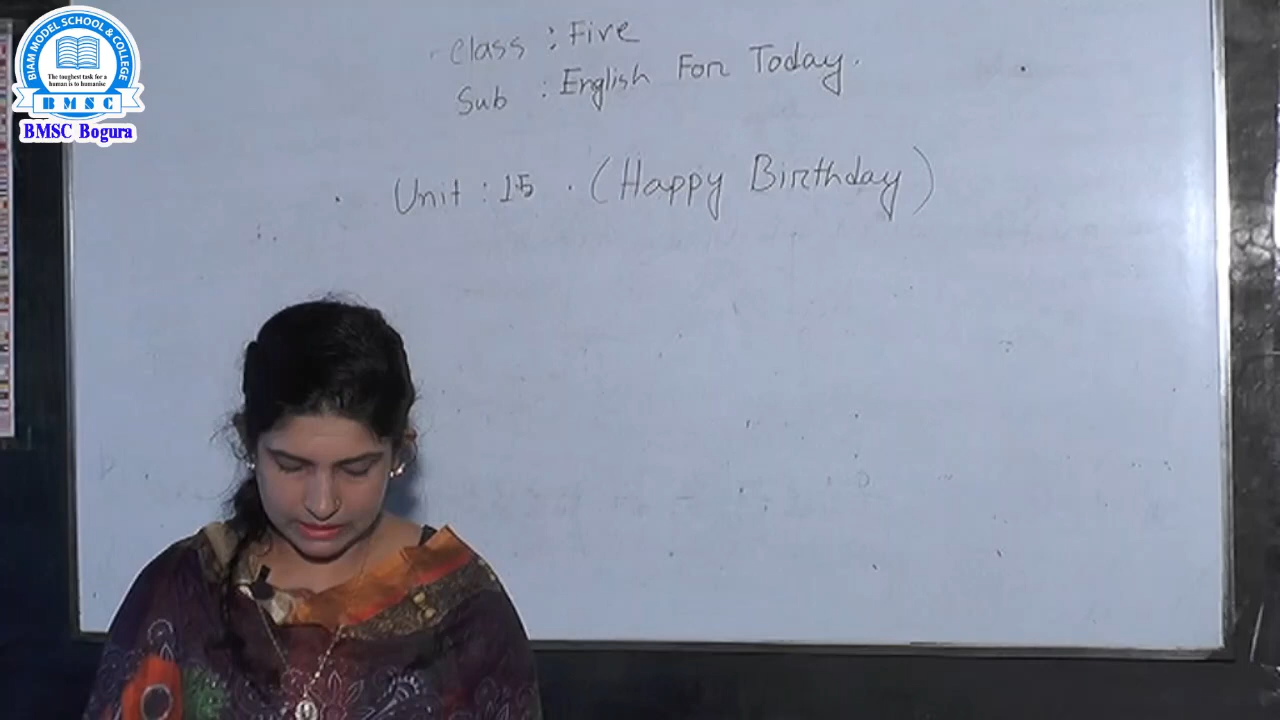 BIAM MODEL SCHOOL & COLLEGE
The toughest task for a
human is to humanise
B M S C
BMSC Bogura
Class : Five
Sub : English For Today.
Unit : 15 . (Happy Birthday)